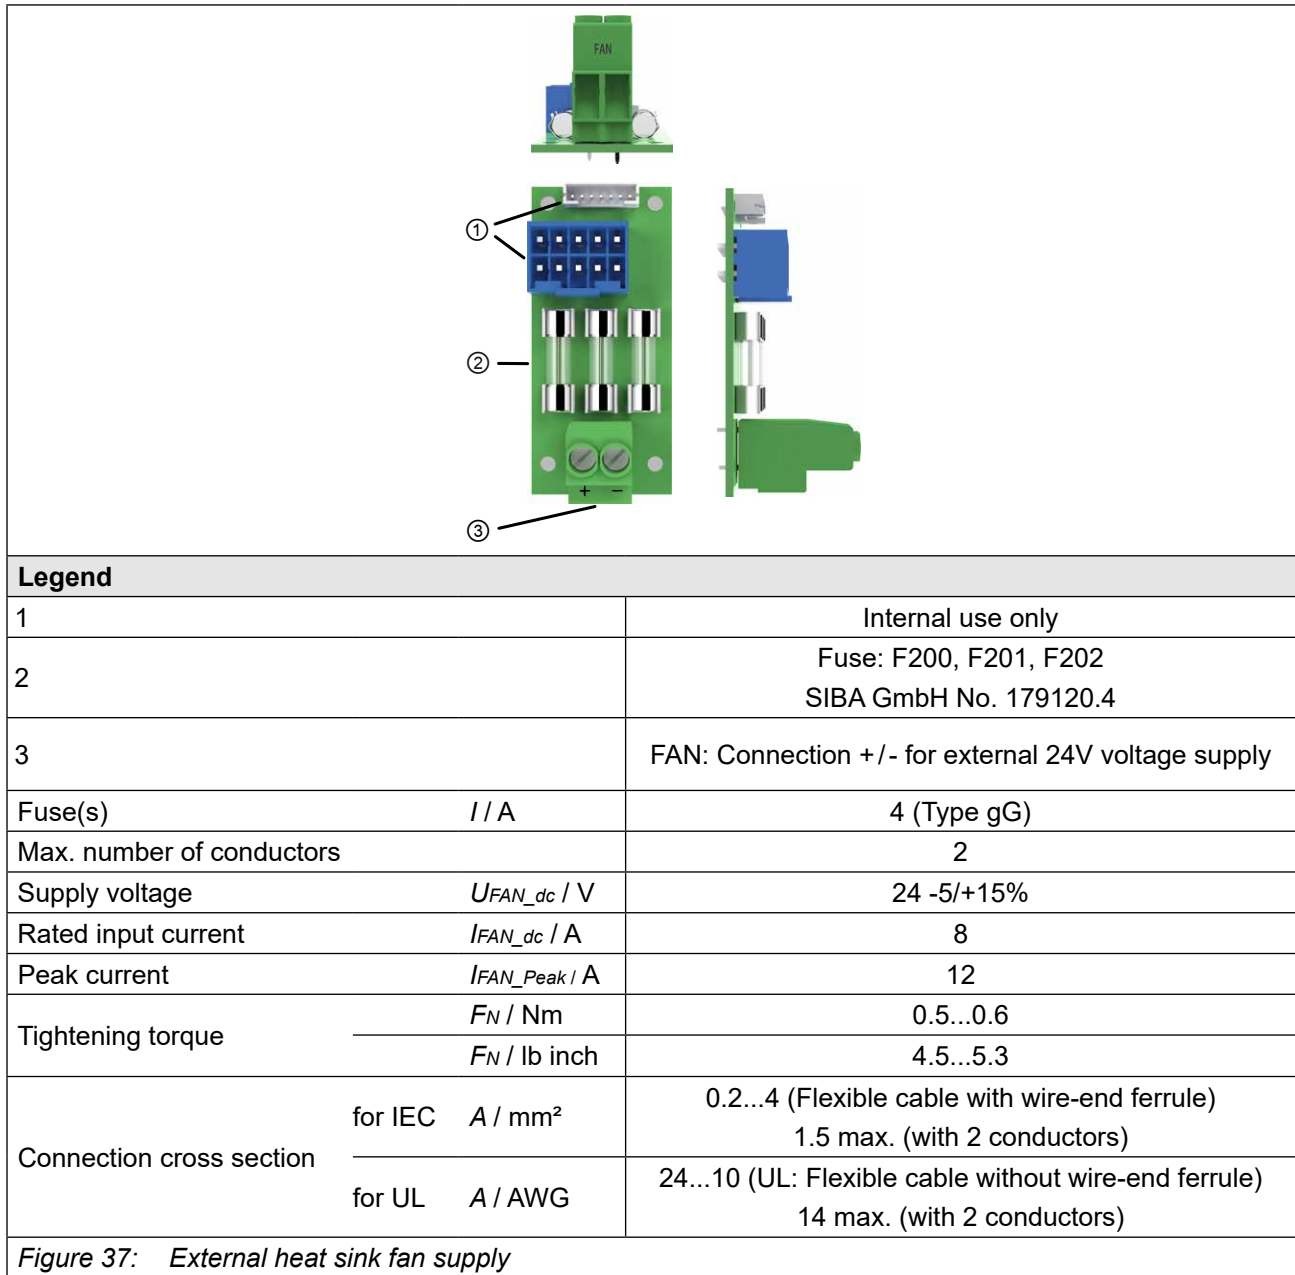 FAN
①
②
+ −
③
Legend
1 Internal use only
2 Fuse: F200, F201, F202
SIBA GmbH No. 179120.4
3 FAN: Connection +/- for external 24V voltage supply
Fuse(s) I / A 4 (Type gG)
Max. number of conductors 2
Supply voltage UFAN_dc / V 24 -5/+15%
Rated input current IFAN_dc / A 8
Peak current IFAN_Peak / A 12
Tightening torque FN / Nm 0.5...0.6
FN / lb inch 4.5...5.3
Connection cross section for IEC A / mm² 0.2...4 (Flexible cable with wire-end ferrule)
1.5 max. (with 2 conductors)
for UL A / AWG 24...10 (UL: Flexible cable without wire-end ferrule)
14 max. (with 2 conductors)
Figure 37: External heat sink fan supply